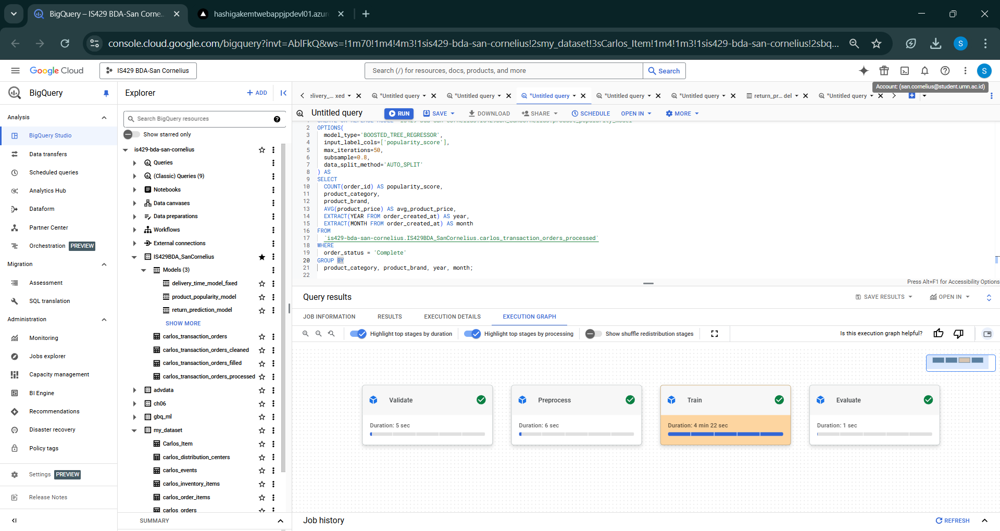 BigQuery – IS429 BDA-San Corne..
hashigakemtwebappjpdevl01.azur
console.cloud.google.com/bigquery?invt=AblFkQ&ws=!1m70!1m4!4m3!1sis429-bda-san-cornelius!2smy_dataset!3sCarlos_Item!1m4!1m3!1sis429-bda-san-cornelius!2sbq...
S
Google Cloud
IS429 BDA-San Cornelius
Search (/) for resources, docs, products, and more
Search
S
Account: (san.cornelius@student.umn.ac.id)
BigQuery
Analysis
BigQuery Studio
Data transfers
Scheduled queries
Analytics Hub
Dataform
Partner Center
Orchestration PREVIEW
Migration
Assessment
SQL translation
Administration
Monitoring
Jobs explorer
Capacity management
BI Engine
Recommendations
Disaster recovery
Policy tags
Settings PREVIEW
Release Notes
Explorer
+ ADD
Search BigQuery resources
Show starred only
is429-bda-san-cornelius
Queries
(Classic) Queries (9)
Notebooks
Data canvases
Data preparations
Workflows
External connections
IS429BDA_SanCornelius
Models (3)
delivery_time_model_fixed
product_popularity_model
return_prediction_model
SHOW MORE
carlos_transaction_orders
carlos_transaction_orders_cleaned
carlos_transaction_orders_filled
carlos_transaction_orders_processed
advdata
ch06
gbq_ml
my_dataset
Carlos_Item
carlos_distribution_centers
carlos_events
carlos_inventory_items
carlos_order_items
carlos_orders
SUMMARY
elivery_... xed
*Untitled query
*Untitled query
*Untitled query
*Untitled query
*Untitled query
return_pr... del
*Untitled query
Untitled query
RUN
SAVE
DOWNLOAD
SHARE
SCHEDULE
OPEN IN
MORE
1 CREATE OR REPLACE MODEL `is429-bda-san-cornelius.IS429BDA_SanCornelius.product_popularity_model`
2 OPTIONS(
3 model_type='BOOSTED_TREE_REGRESSOR',
4 input_label_cols=['popularity_score'],
5 max_iterations=50,
6 subsample=0.8,
7 data_split_method='AUTO_SPLIT'
8 ) AS
9 SELECT
10 COUNT(order_id) AS popularity_score,
11 product_category,
12 product_brand,
13 AVG(product_price) AS avg_product_price,
14 EXTRACT(YEAR FROM order_created_at) AS year,
15 EXTRACT(MONTH FROM order_created_at) AS month
16 FROM
17 `is429-bda-san-cornelius.IS429BDA_SanCornelius.carlos_transaction_orders_processed`
18 WHERE
19 order_status = 'Complete'
20 GROUP BY
21 product_category, product_brand, year, month;
22
Press Alt+F1 for Accessibility Options
Query results
SAVE RESULTS
OPEN IN
JOB INFORMATION
RESULTS
EXECUTION DETAILS
EXECUTION GRAPH
Highlight top stages by duration
Highlight top stages by processing
Show shuffle redistribution stages
Is this execution graph helpful?
Validate
Duration: 5 sec
Preprocess
Duration: 6 sec
Train
Duration: 4 min 22 sec
Evaluate
Duration: 1 sec
Job history
REFRESH